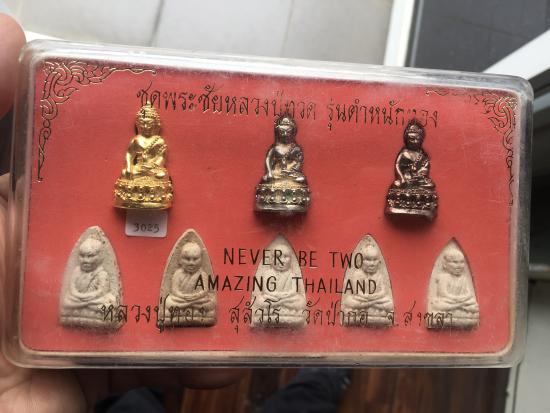 ชุดพระชัยหลวงปู่ทวด รุ่นตำหนักทอง
3025
NEVER BE TWO
AMAZING THAILAND
หลวงปู่ทอง สุสํวโร วัดป่ากอ จ.สงขลา